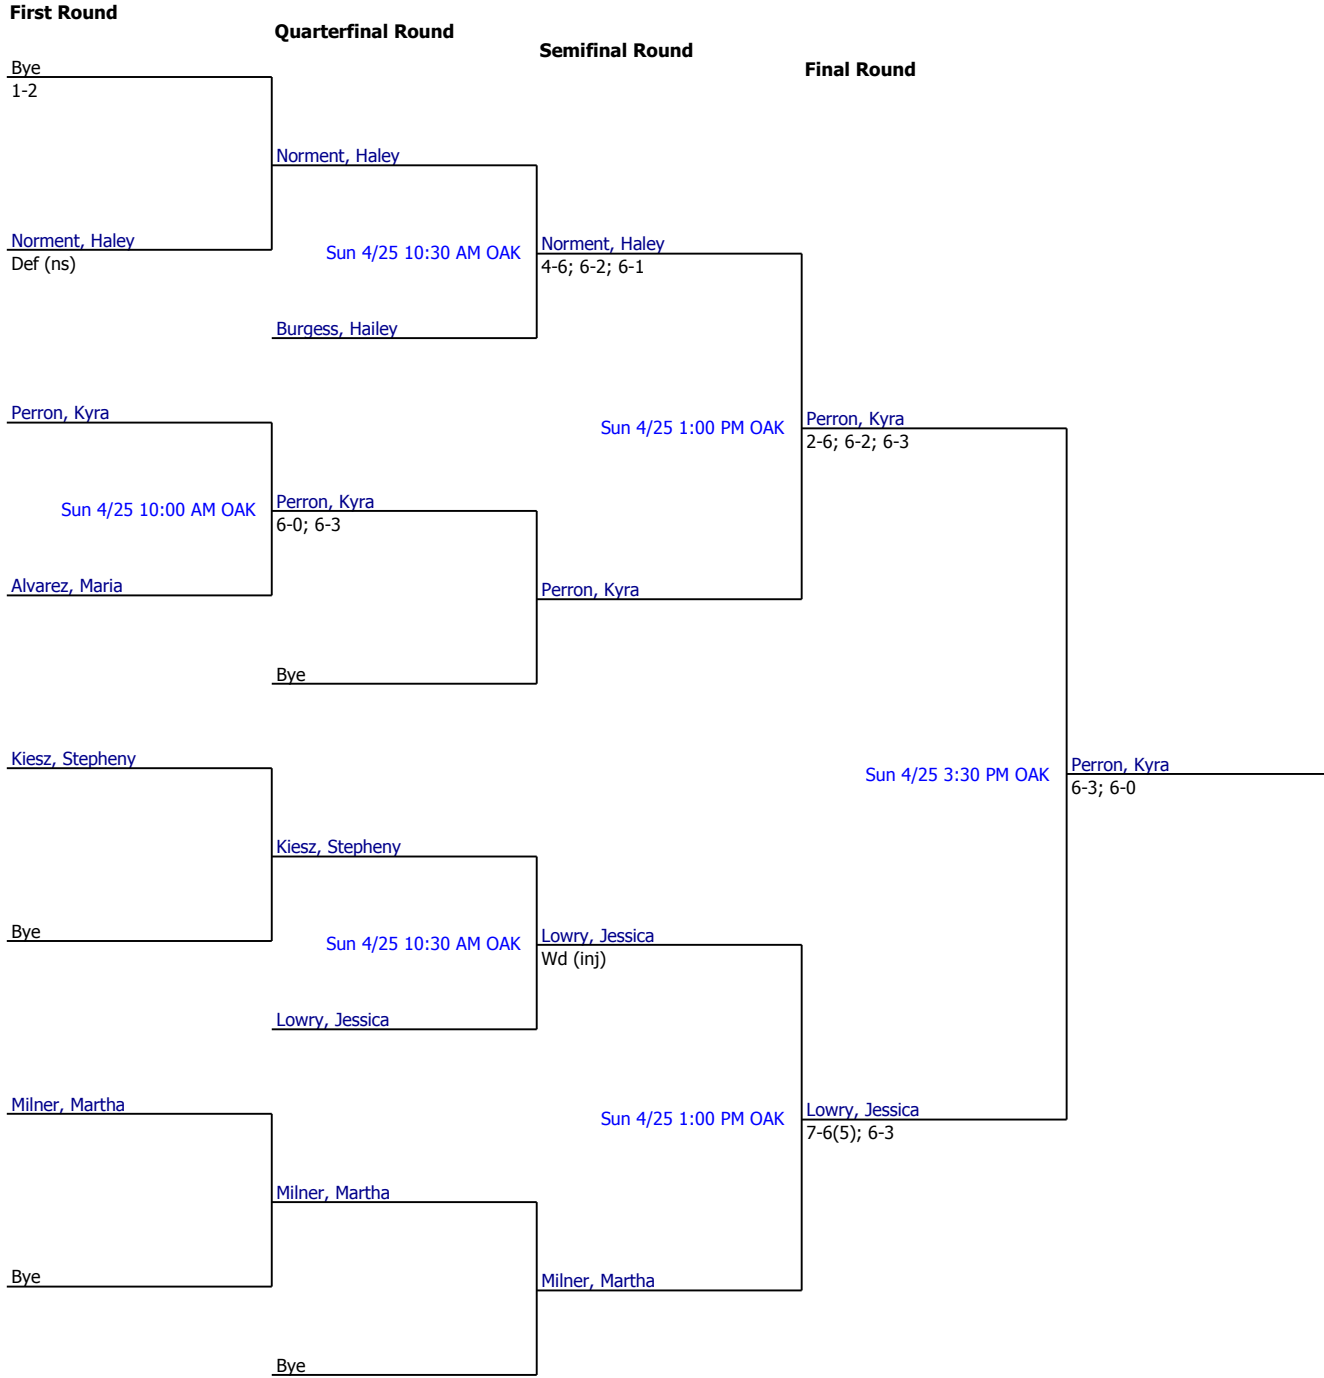 First Round
Quarterfinal Round
Semifinal Round
Final Round
Bye
1-2
Norment, Haley
Norment, Haley
Def (ns)
Sun 4/25 10:30 AM OAK
Norment, Haley
4-6; 6-2; 6-1
Burgess, Hailey
Perron, Kyra
Sun 4/25 1:00 PM OAK
Perron, Kyra
2-6; 6-2; 6-3
Sun 4/25 10:00 AM OAK
Perron, Kyra
6-0; 6-3
Alvarez, Maria
Perron, Kyra
Bye
Kiesz, Stepheny
Sun 4/25 3:30 PM OAK
Perron, Kyra
6-3; 6-0
Kiesz, Stepheny
Bye
Sun 4/25 10:30 AM OAK
Lowry, Jessica
Wd (inj)
Lowry, Jessica
Milner, Martha
Sun 4/25 1:00 PM OAK
Lowry, Jessica
7-6(5); 6-3
Milner, Martha
Bye
Milner, Martha
Bye